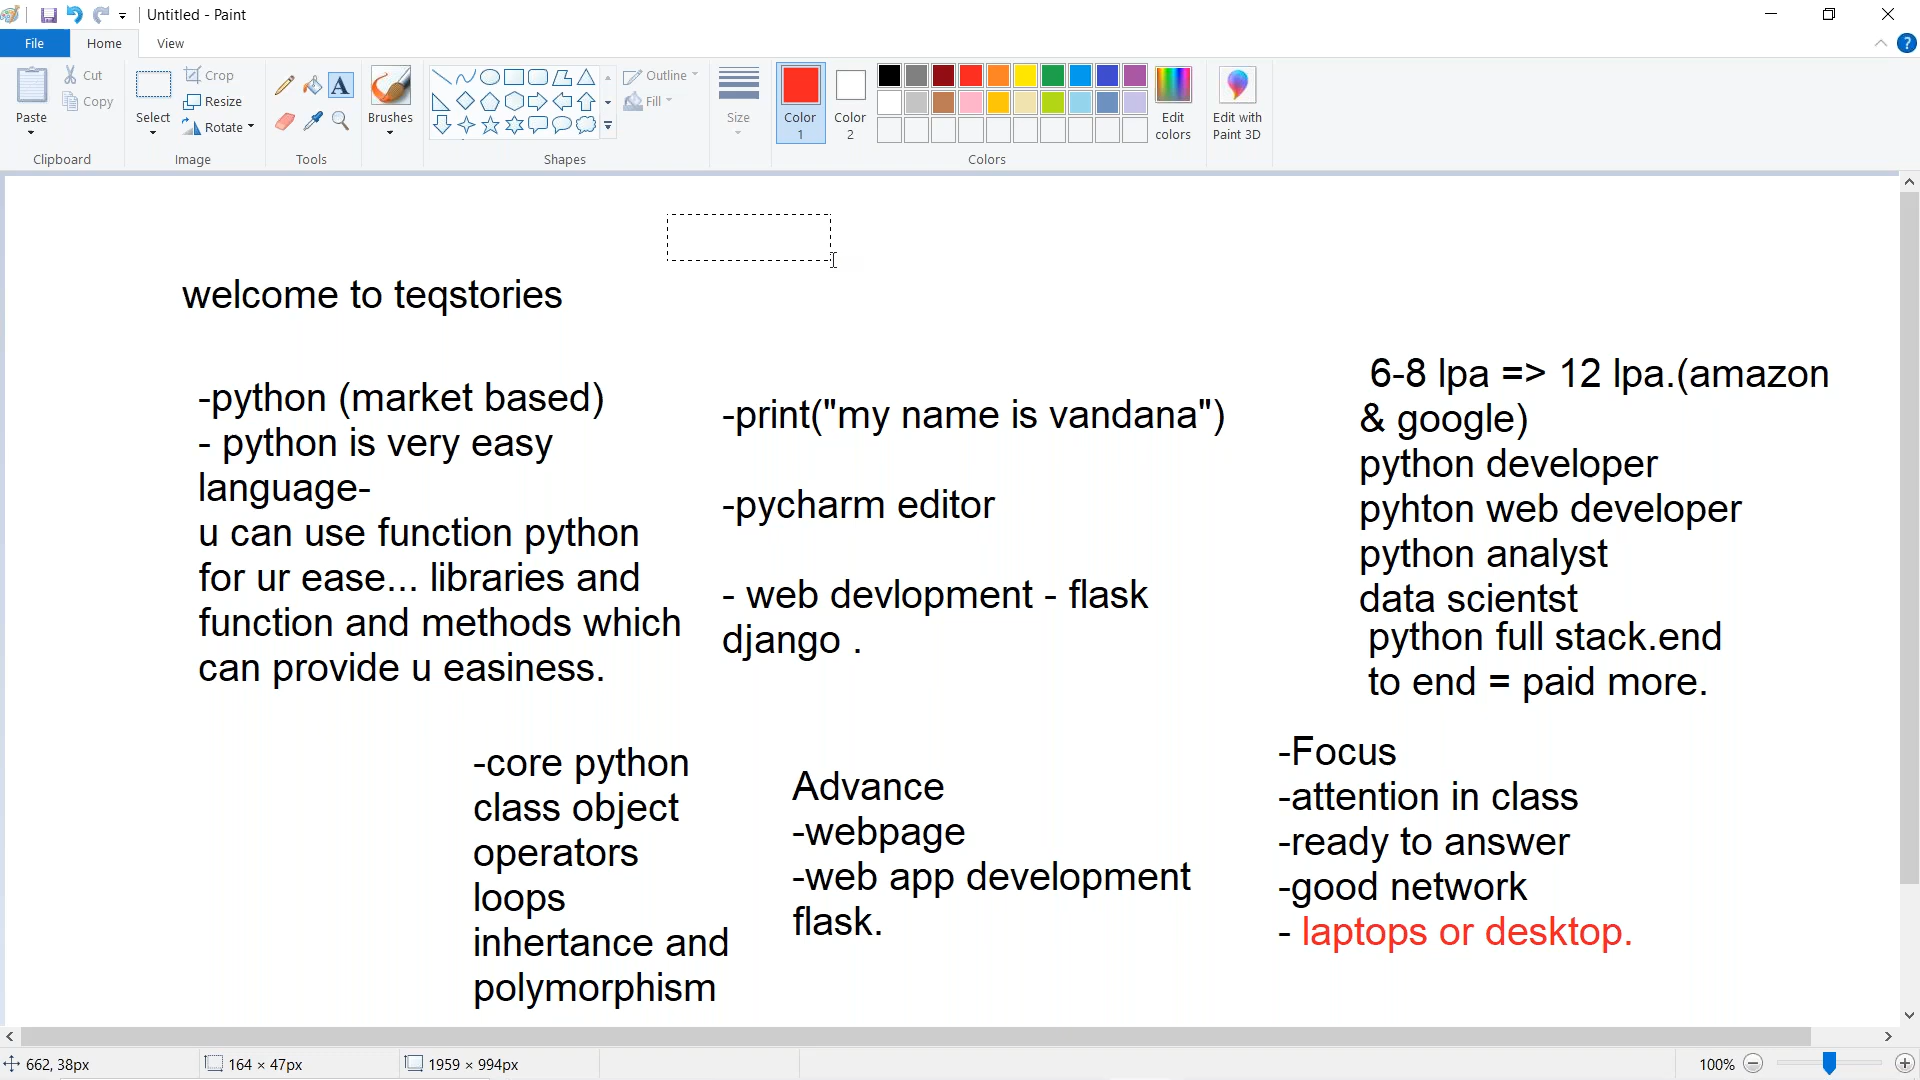 Untitled - Paint
File Home View
Paste
Cut
Copy
Clipboard
Select
Crop
Resize
Rotate
Image
A
Tools
Brushes
Shapes
Outline
Fill
Size
Color 1
Color 2
Colors
Edit colors
Edit with Paint 3D
?
welcome to teqstories
-python (market based)
- python is very easy
language-
u can use function python
for ur ease... libraries and
function and methods which
can provide u easiness.
-print("my name is vandana")
-pycharm editor
- web devlopment - flask
django .
6-8 lpa => 12 lpa.(amazon
& google)
python developer
pyhton web developer
python analyst
data scientst
python full stack.end
to end = paid more.
-core python
class object
operators
loops
inhertance and
polymorphism
Advance
-webpage
-web app development
flask.
-Focus
-attention in class
-ready to answer
-good network
- laptops or desktop.
662, 38px
164 × 47px
1959 × 994px
100%